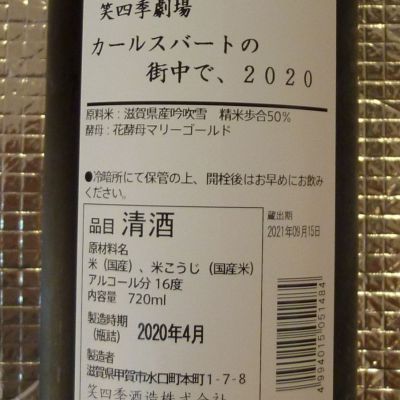 笑四季劇場
カールスバートの
街中で、2020
原料米：滋賀県産吟吹雪　精米歩合50%
酵母：花酵母マリーゴールド
●冷暗所にて保管の上、開栓後はお早めにお飲み
ください。
品目 清酒
原材料名
米（国産）、米こうじ（国産米）
アルコール分 16度
内容量　720ml
製造時期
(瓶詰)　2020年4月
製造者
滋賀県甲賀市水口町本町1-7-8
笑四季酒造株式会社
蔵出期
2021年09月15日
4994015051484